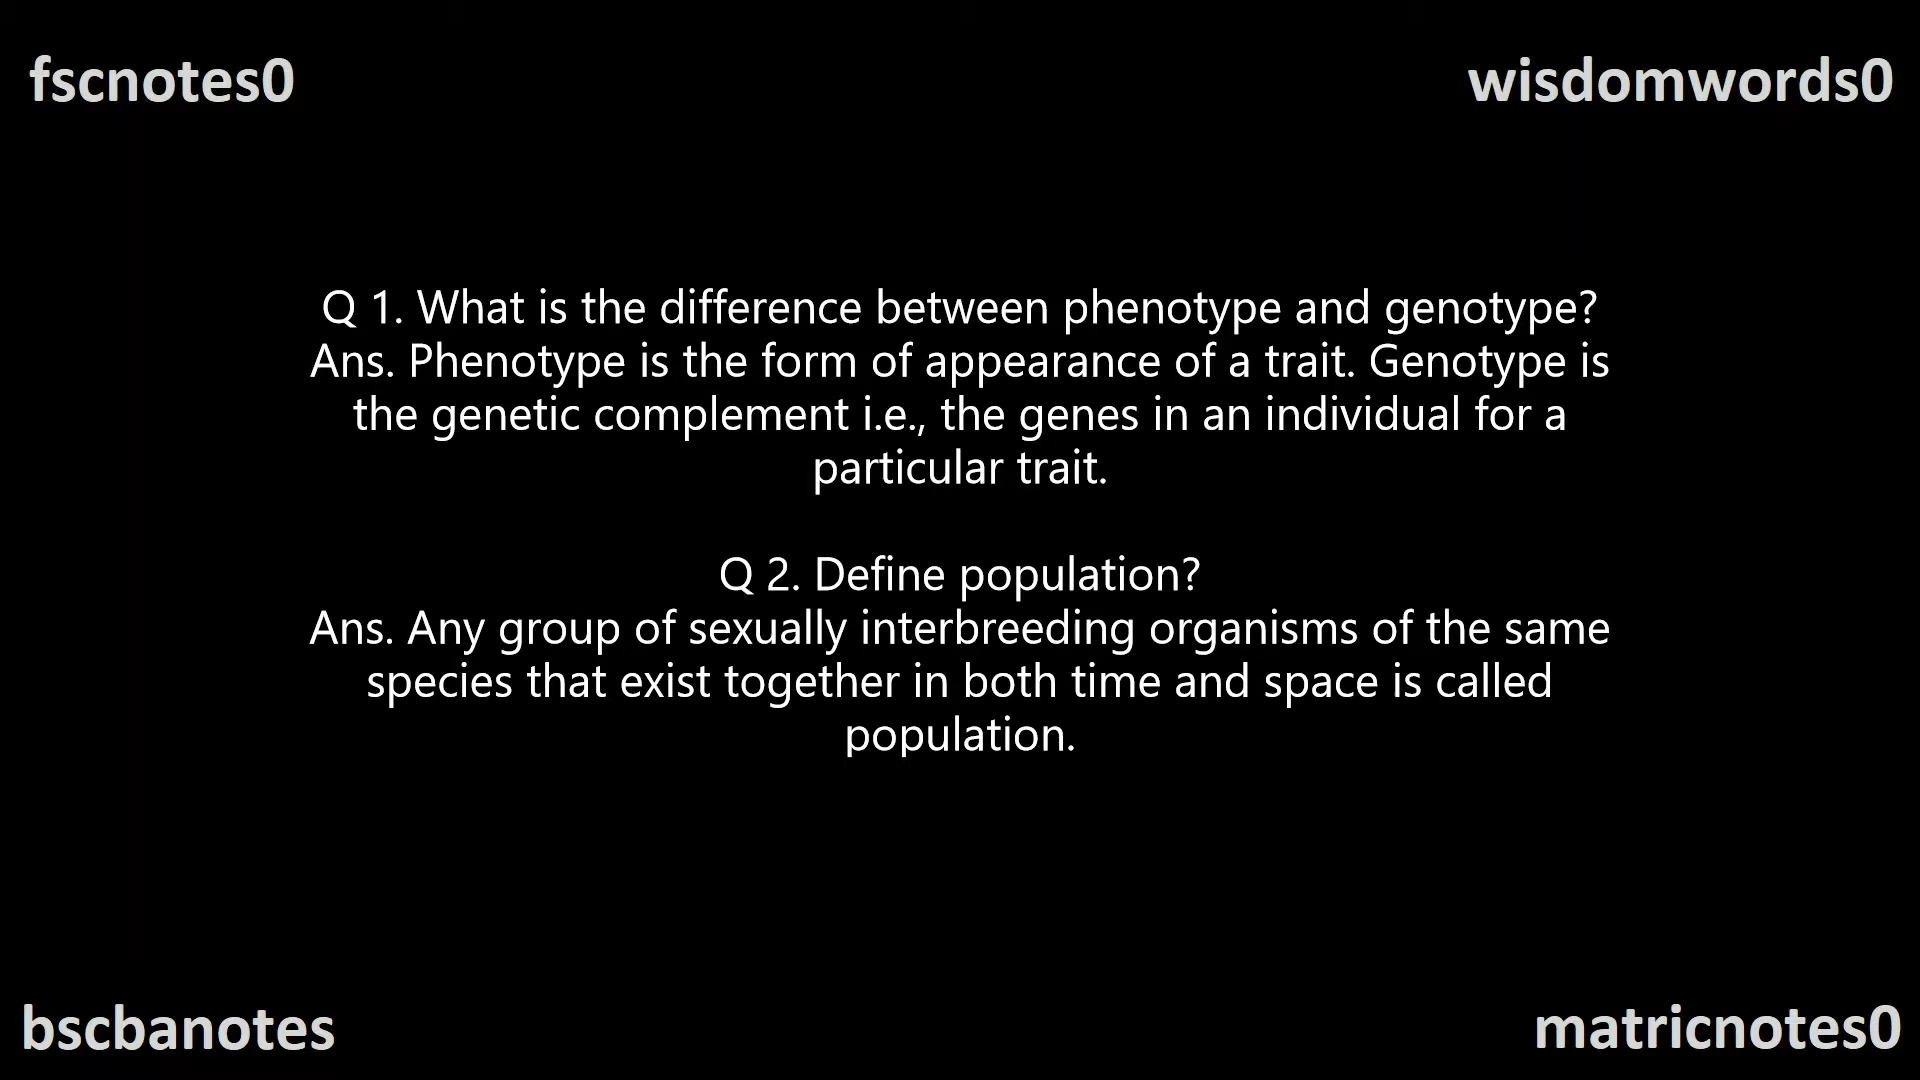 fscnotes0
wisdomwords0
Q 1. What is the difference between phenotype and genotype?
Ans. Phenotype is the form of appearance of a trait. Genotype is
the genetic complement i.e., the genes in an individual for a
particular trait.
Q 2. Define population?
Ans. Any group of sexually interbreeding organisms of the same
species that exist together in both time and space is called
population.
bscbanotes
matricnotes0